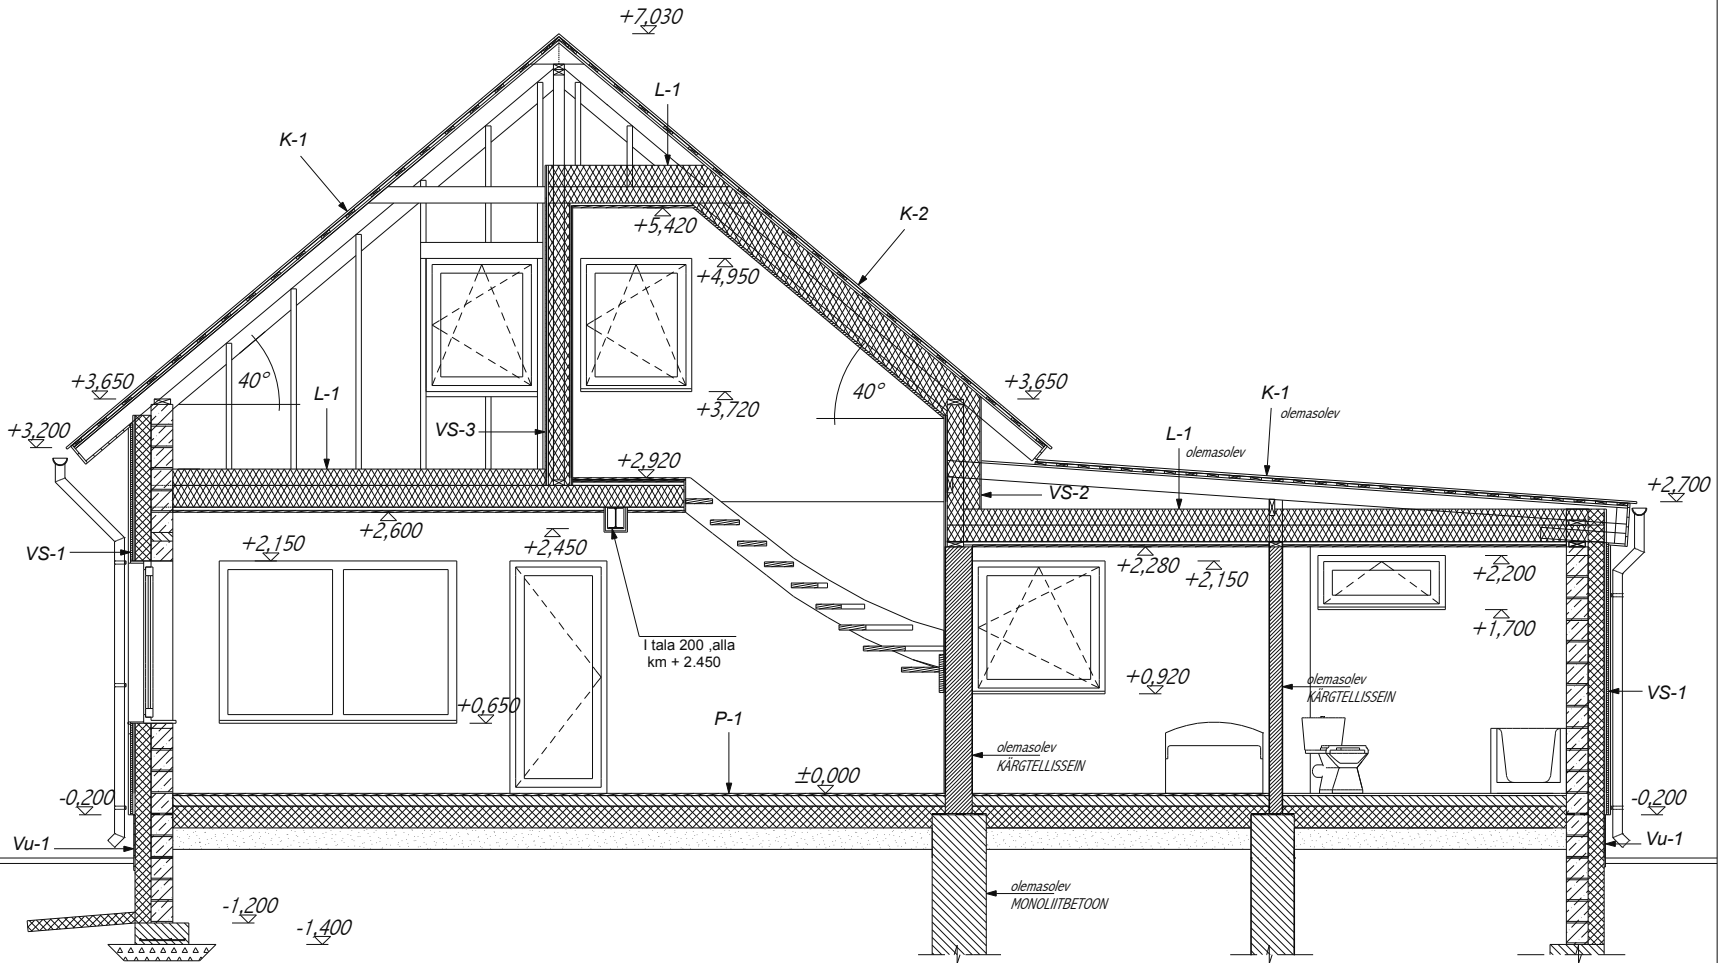 +7,030
L-1
K-1
K-2
+5,420
+4,950
40°
+3,650
L-1
+3,720
40°
+3,650
K-1
olemasolev
+3,200
VS-3
L-1
olemasolev
+2,920
VS-2
+2,700
+2,600
+2,450
VS-1
+2,150
+2,280
+2,150
+2,200
+1,700
I tala 200 ,alla
km + 2.450
+0,920
olemasolev
KÄRGTELLISSEIN
VS-1
+0,650
P-1
olemasolev
KÄRGTELLISSEIN
±0,000
-0,200
-0,200
Vu-1
Vu-1
olemasolev
MONOLIITBETOON
-1,200
-1,400